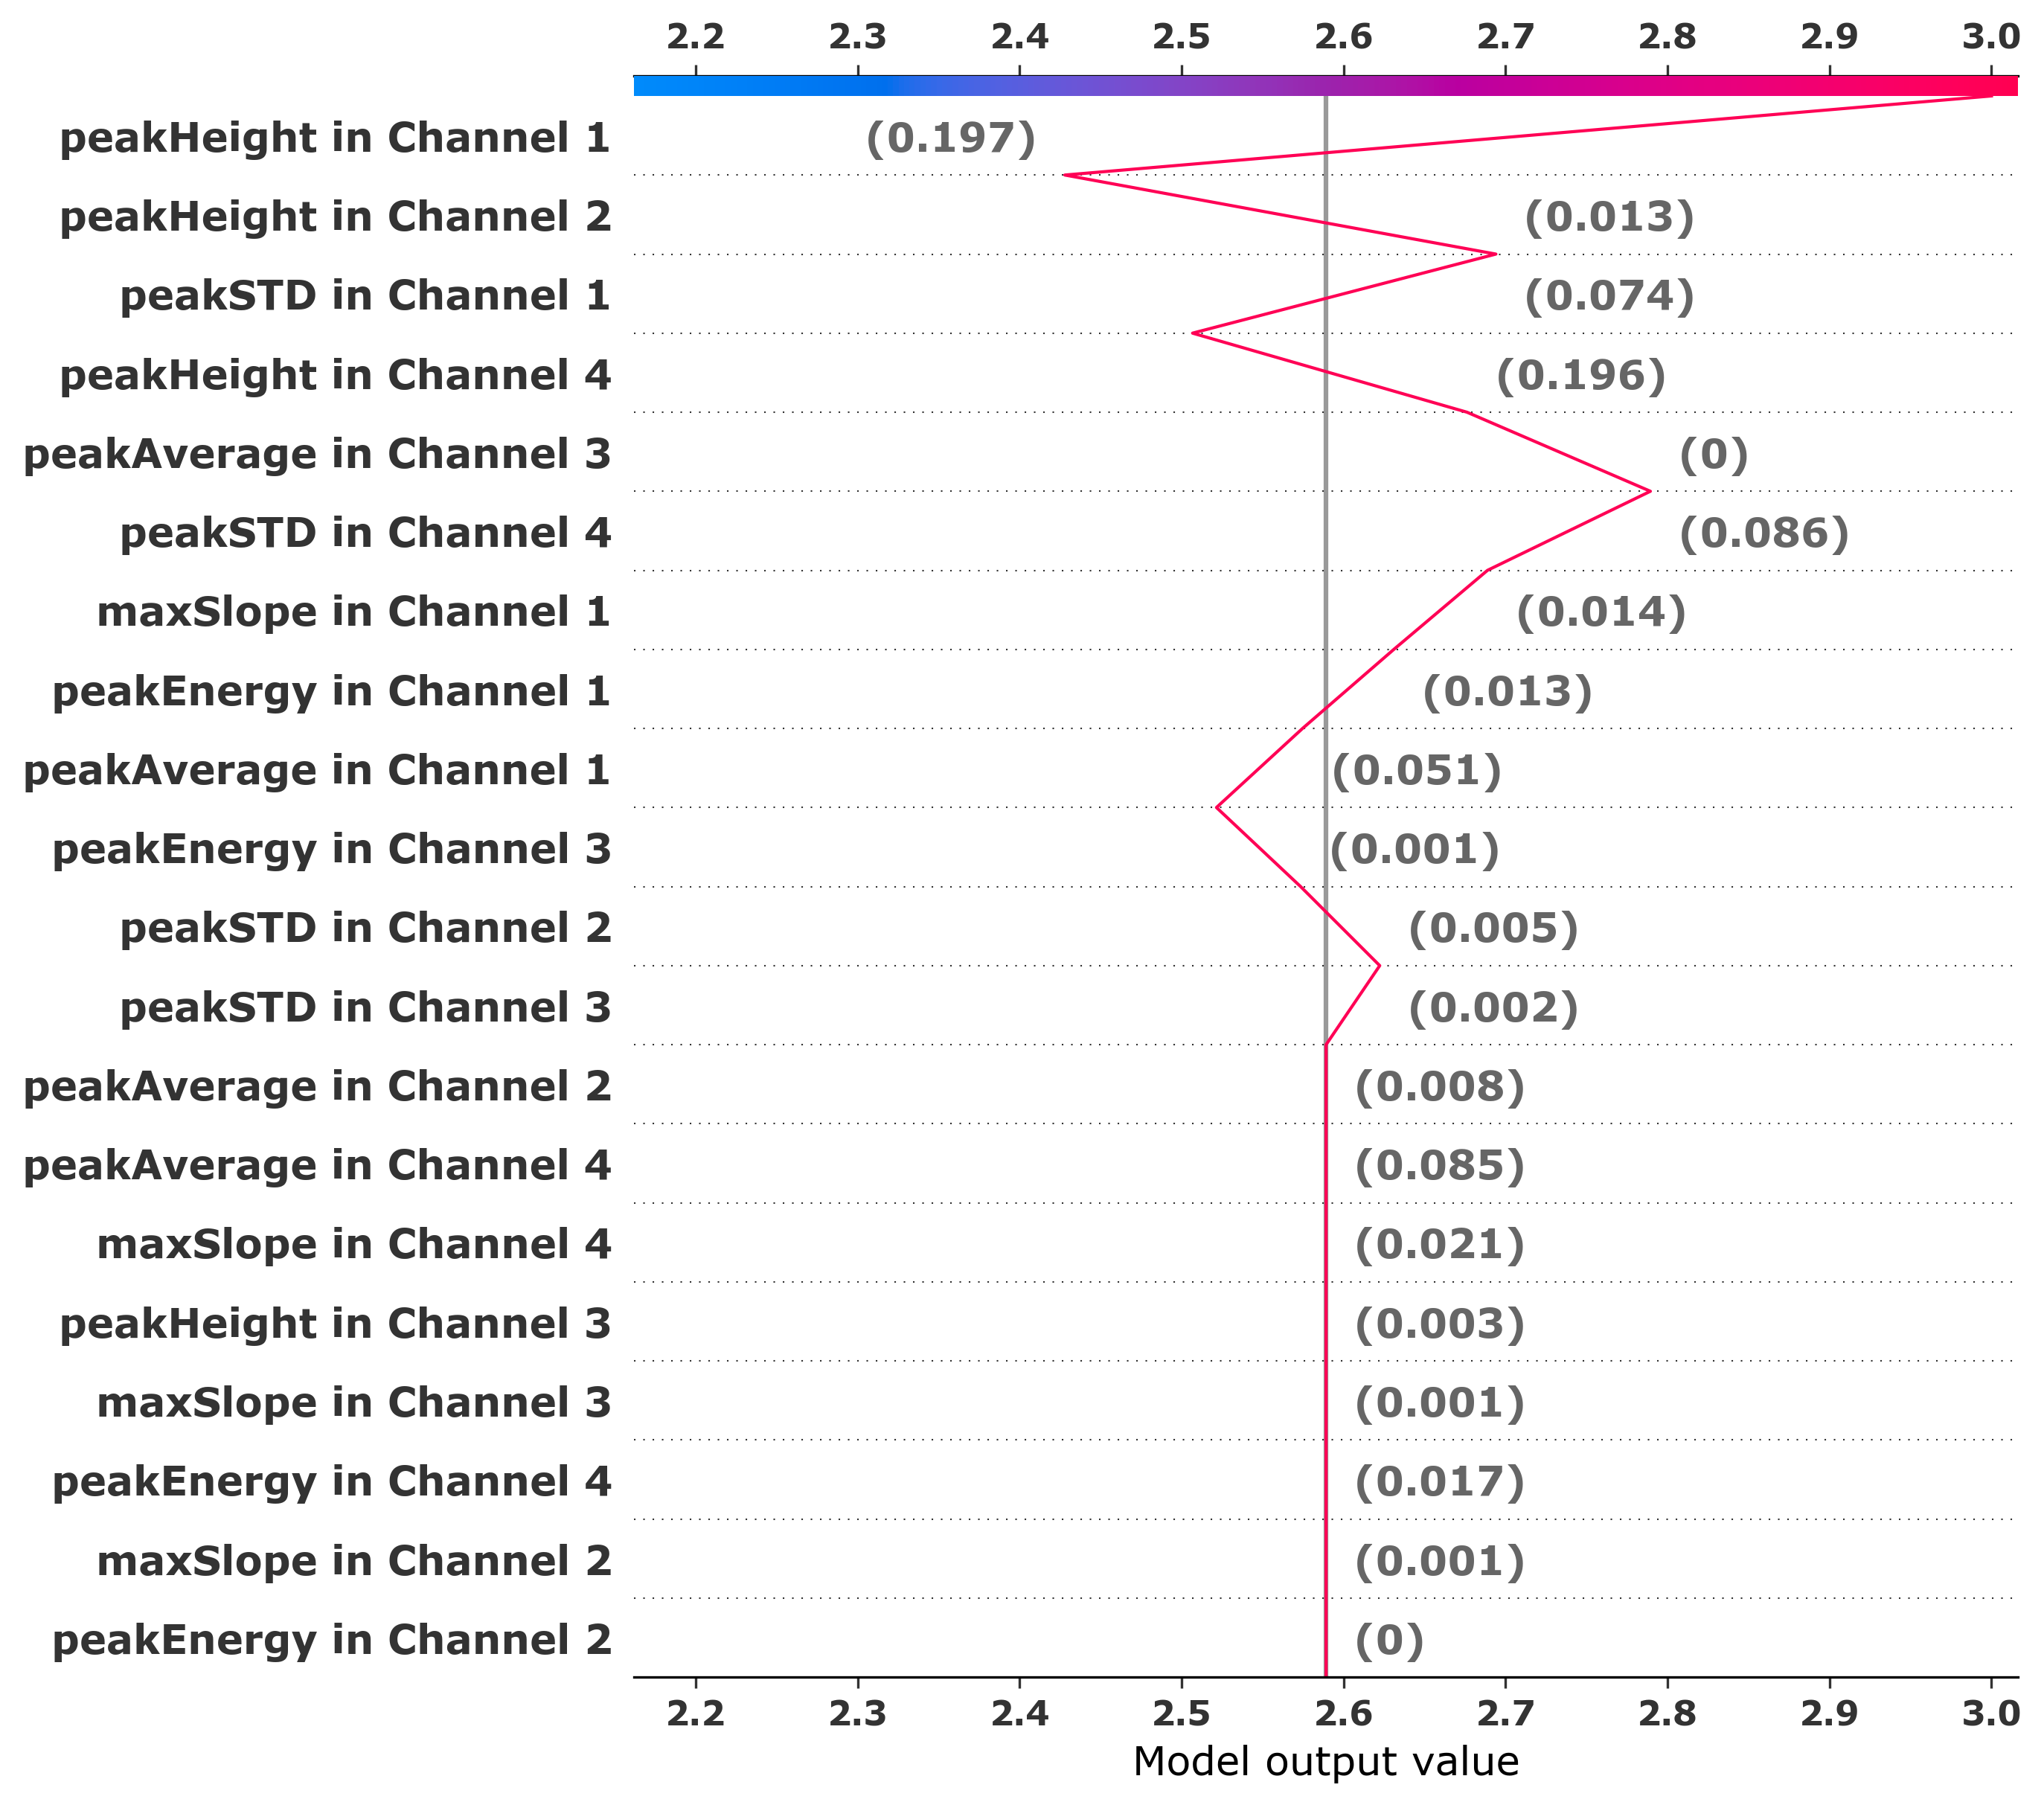 2.2 2.3 2.4 2.5 2.6 2.7 2.8 2.9 3.0
peakHeight in Channel 1 (0.197)
peakHeight in Channel 2 (0.013)
peakSTD in Channel 1 (0.074)
peakHeight in Channel 4 (0.196)
peakAverage in Channel 3 (0)
peakSTD in Channel 4 (0.086)
maxSlope in Channel 1 (0.014)
peakEnergy in Channel 1 (0.013)
peakAverage in Channel 1 (0.051)
peakEnergy in Channel 3 (0.001)
peakSTD in Channel 2 (0.005)
peakSTD in Channel 3 (0.002)
peakAverage in Channel 2 (0.008)
peakAverage in Channel 4 (0.085)
maxSlope in Channel 4 (0.021)
peakHeight in Channel 3 (0.003)
maxSlope in Channel 3 (0.001)
peakEnergy in Channel 4 (0.017)
maxSlope in Channel 2 (0.001)
peakEnergy in Channel 2 (0)
2.2 2.3 2.4 2.5 2.6 2.7 2.8 2.9 3.0
Model output value